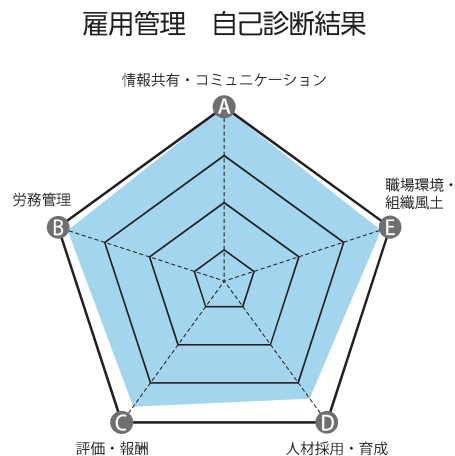 雇用管理　自己診断結果
情報共有・コミュニケーション
A
職場環境・
組織風土
労務管理
B
E
C
D
評価・報酬
人材採用・育成